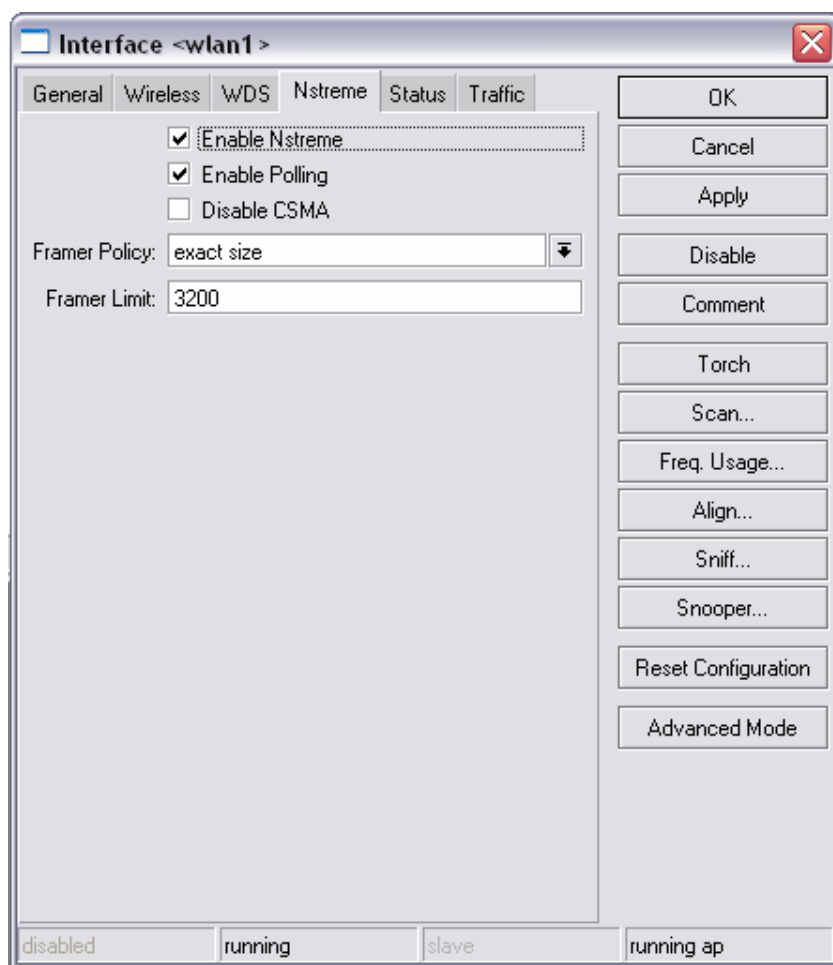 Interface <wlan1>
General Wireless WDS Nstreme Status Traffic
Enable Nstreme
Enable Polling
Disable CSMA
Framer Policy: exact size
Framer Limit: 3200
OK
Cancel
Apply
Disable
Comment
Torch
Scan...
Freq. Usage...
Align...
Sniff...
Snooper...
Reset Configuration
Advanced Mode
disabled running slave running ap